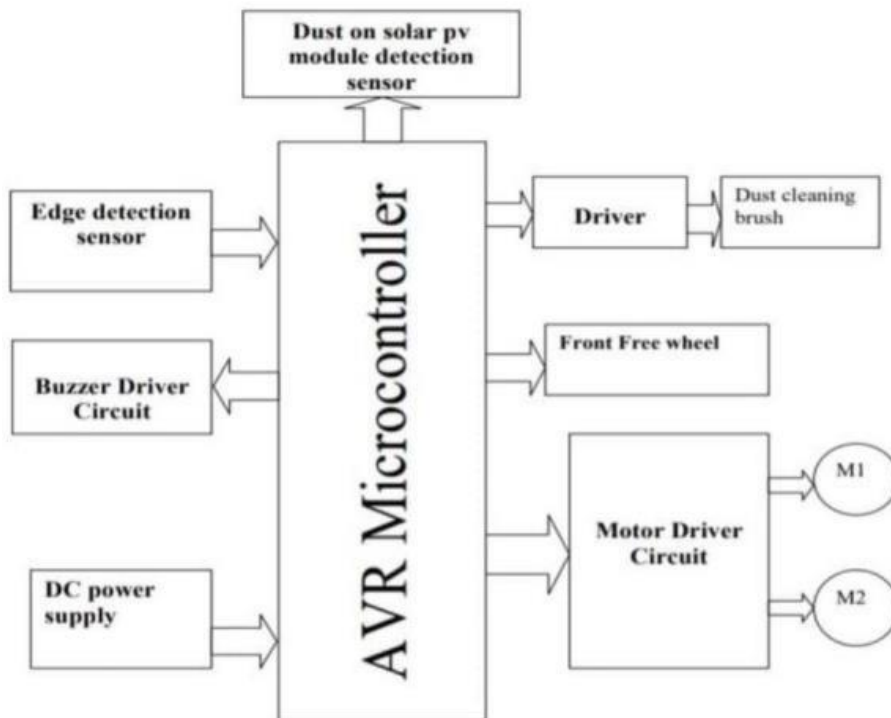 Dust on solar pv
module detection
sensor
Edge detection
sensor
AVR Microcontroller
Driver
Dust cleaning
brush
Buzzer Driver
Circuit
Front Free wheel
M1
Motor Driver
Circuit
DC power
supply
M2